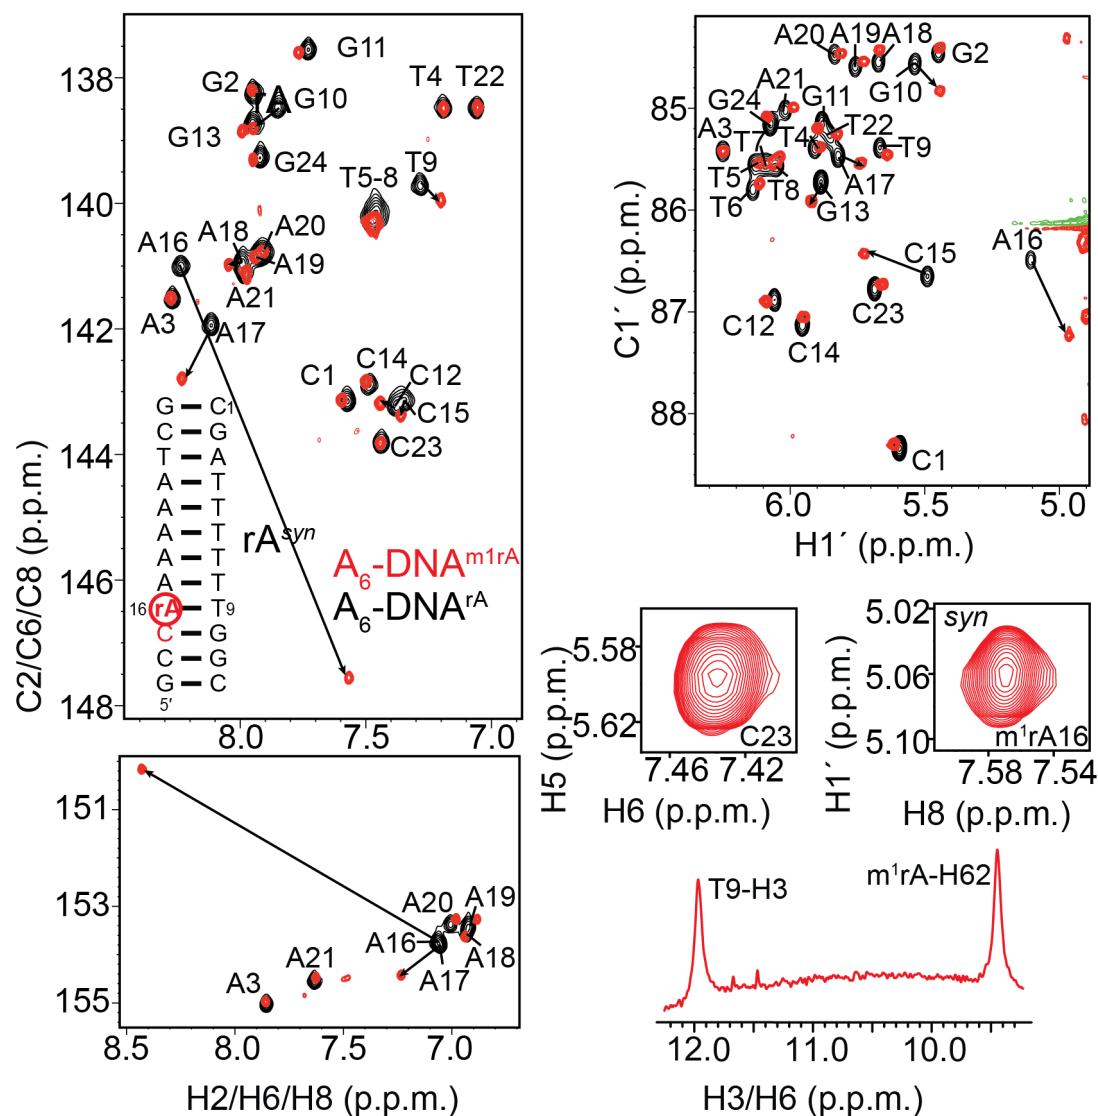 138
140
142
144
146
148
8.0
7.5
7.0
C2/C6/C8 (p.p.m.)
G11
G2
A
G10
T4
T22
G13
G24
T9
T5-8
A16
A18
A20
A19
A21
A3
A17
C14
C1
C12
C15
C23
G C1
C G
T A
A T
A T
A T
A T
A T
16 rA T9
C G
C G
G C
5′
rAsyn
A6-DNAm1rA
A6-DNArA
151
153
155
8.5
8.0
7.5
7.0
A20
A19
A16
A18
A17
A21
A3
H2/H6/H8 (p.p.m.)
85
86
87
88
6.0
5.5
5.0
C1´ (p.p.m.)
H1´ (p.p.m.)
A20
A19
A18
G2
A21
G10
G24
G11
A3
T7
T4
T22
T9
T5
T8
A17
T6
G13
C15
A16
C23
C12
C14
C1
5.58
5.62
7.46
7.42
H5 (p.p.m.)
H6 (p.p.m.)
C23
5.02
5.06
5.10
7.58
7.54
H1´ (p.p.m.)
H8 (p.p.m.)
syn
m1rA16
T9-H3
m1rA-H62
12.0
11.0
10.0
H3/H6 (p.p.m.)